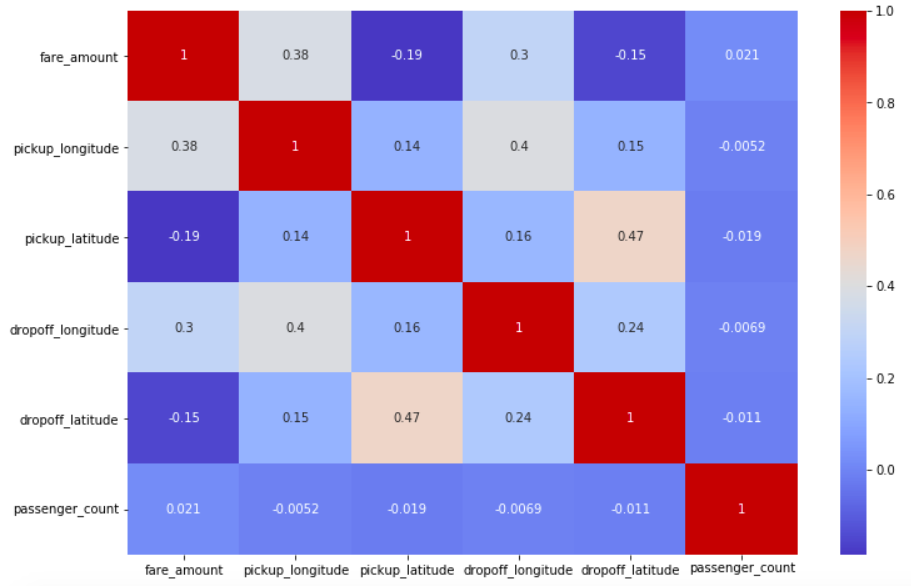 fare_amount 1 0.38 -0.19 0.3 -0.15 0.021
pickup_longitude 0.38 1 0.14 0.4 0.15 -0.0052
pickup_latitude -0.19 0.14 1 0.16 0.47 -0.019
dropoff_longitude 0.3 0.4 0.16 1 0.24 -0.0069
dropoff_latitude -0.15 0.15 0.47 0.24 1 -0.011
passenger_count 0.021 -0.0052 -0.019 -0.0069 -0.011 1
fare_amount pickup_longitude pickup_latitude dropoff_longitude dropoff_latitude passenger_count
1.0
0.8
0.6
0.4
0.2
0.0